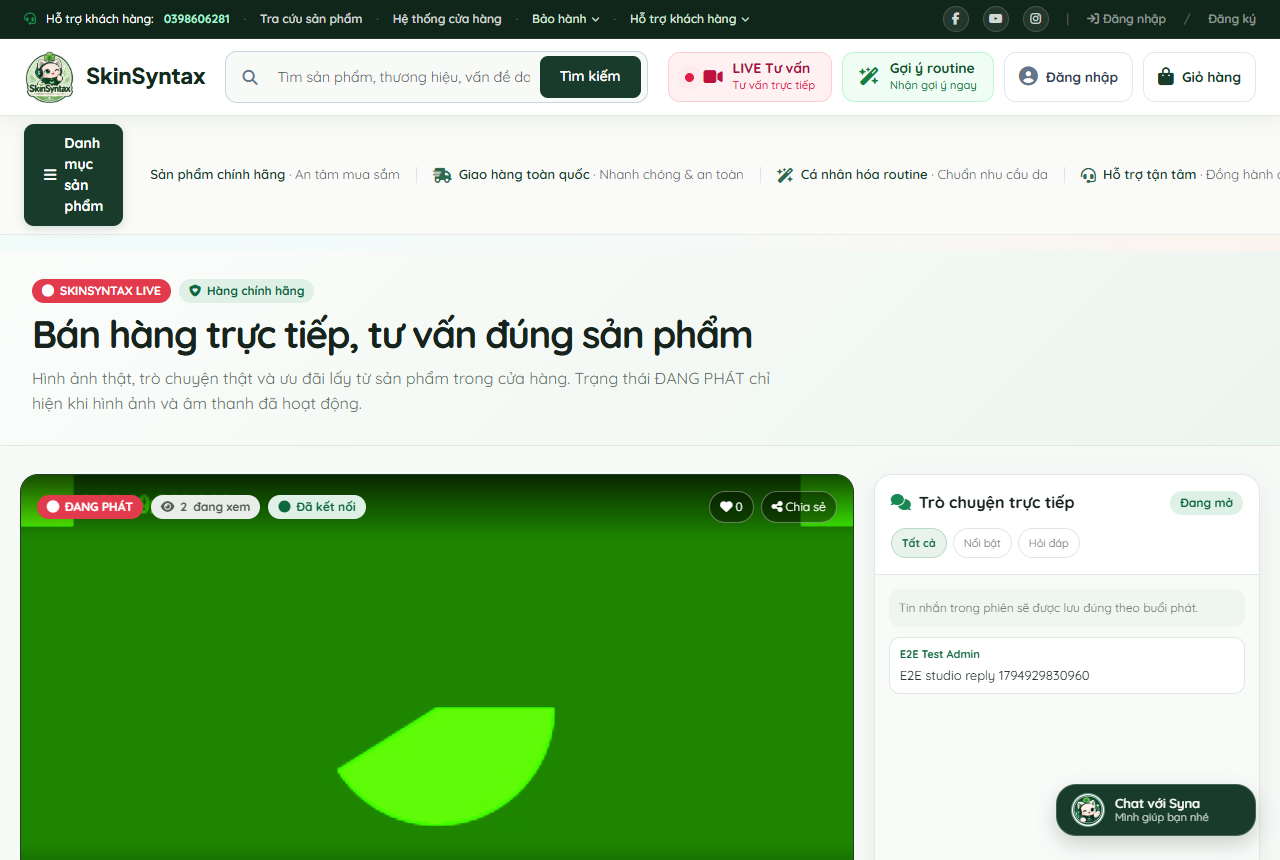 Hỗ trợ khách hàng: 0398606281 · Tra cứu sản phẩm · Hệ thống cửa hàng · Bảo hành · Hỗ trợ khách hàng | Đăng nhập / Đăng ký
SkinSyntax
SkinSyntax
Tìm sản phẩm, thương hiệu, vấn đề da
Tìm kiếm
LIVE Tư vấn
Tư vấn trực tiếp
Gợi ý routine
Nhận gợi ý ngay
Đăng nhập
Giỏ hàng
Danh
mục
sản
phẩm
Sản phẩm chính hãng · An tâm mua sắm
Giao hàng toàn quốc · Nhanh chóng & an toàn
Cá nhân hóa routine · Chuẩn nhu cầu da
Hỗ trợ tận tâm · Đồng hành
SKINSYNTAX LIVE
Hàng chính hãng
Bán hàng trực tiếp, tư vấn đúng sản phẩm
Hình ảnh thật, trò chuyện thật và ưu đãi lấy từ sản phẩm trong cửa hàng. Trạng thái ĐANG PHÁT chỉ
hiện khi hình ảnh và âm thanh đã hoạt động.
ĐANG PHÁT
2 đang xem
Đã kết nối
0
Chia sẻ
Trò chuyện trực tiếp
Đang mở
Tất cả
Nổi bật
Hỏi đáp
Tin nhắn trong phiên sẽ được lưu đúng theo buổi phát.
E2E Test Admin
E2E studio reply 1794929830960
Chat với Syna
Mình giúp bạn nhé